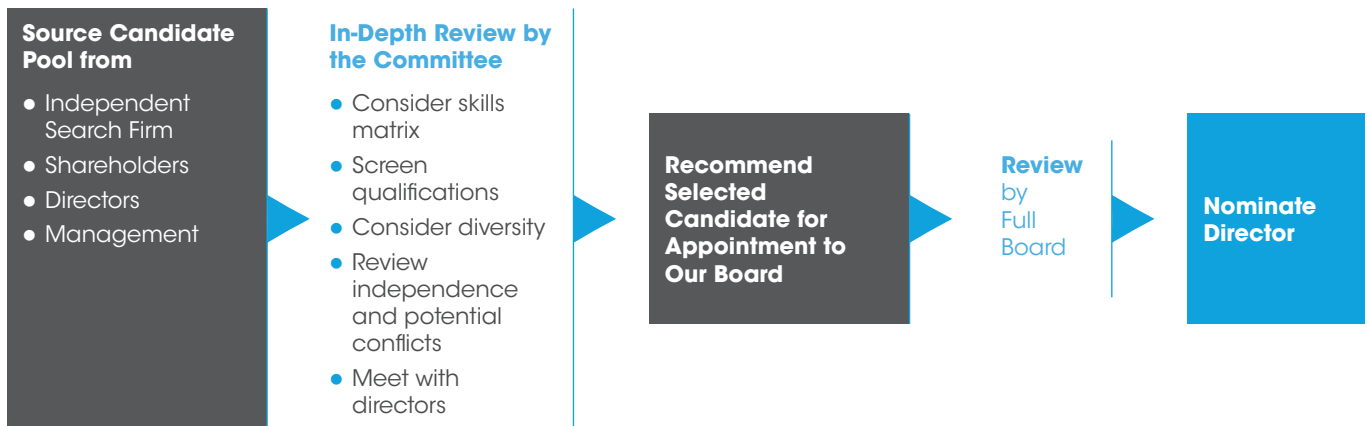 Source Candidate
Pool from
● Independent
Search Firm
● Shareholders
● Directors
● Management
In-Depth Review by
the Committee
● Consider skills
matrix
● Screen
qualifications
● Consider diversity
● Review
independence
and potential
conflicts
● Meet with
directors
Recommend
Selected
Candidate for
Appointment to
Our Board
Review
by
Full
Board
Nominate
Director